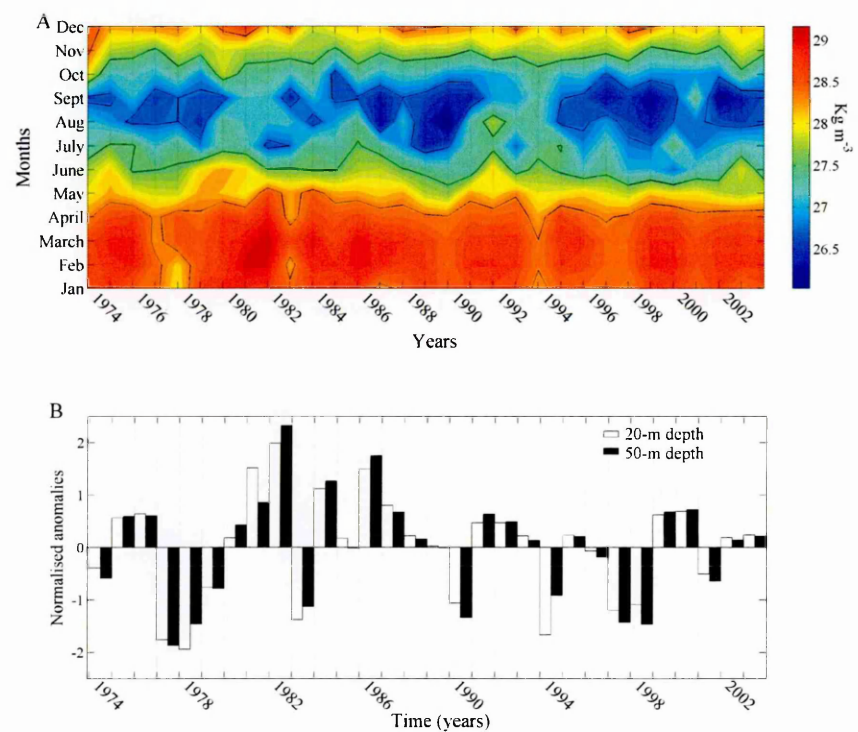 A
Dec
Nov
Oct
Sept
Aug
July
June
May
April
March
Feb
Jan
Months
1974
1976
1978
1980
1982
1984
1986
1988
1990
1992
1994
1996
1998
2000
2002
Years
29
28.5
28
27.5
27
26.5
Kg m-3
B
20-m depth
50-m depth
Normalised anomalies
2
1
0
-1
-2
1974
1978
1982
1986
1990
1994
1998
2002
Time (years)